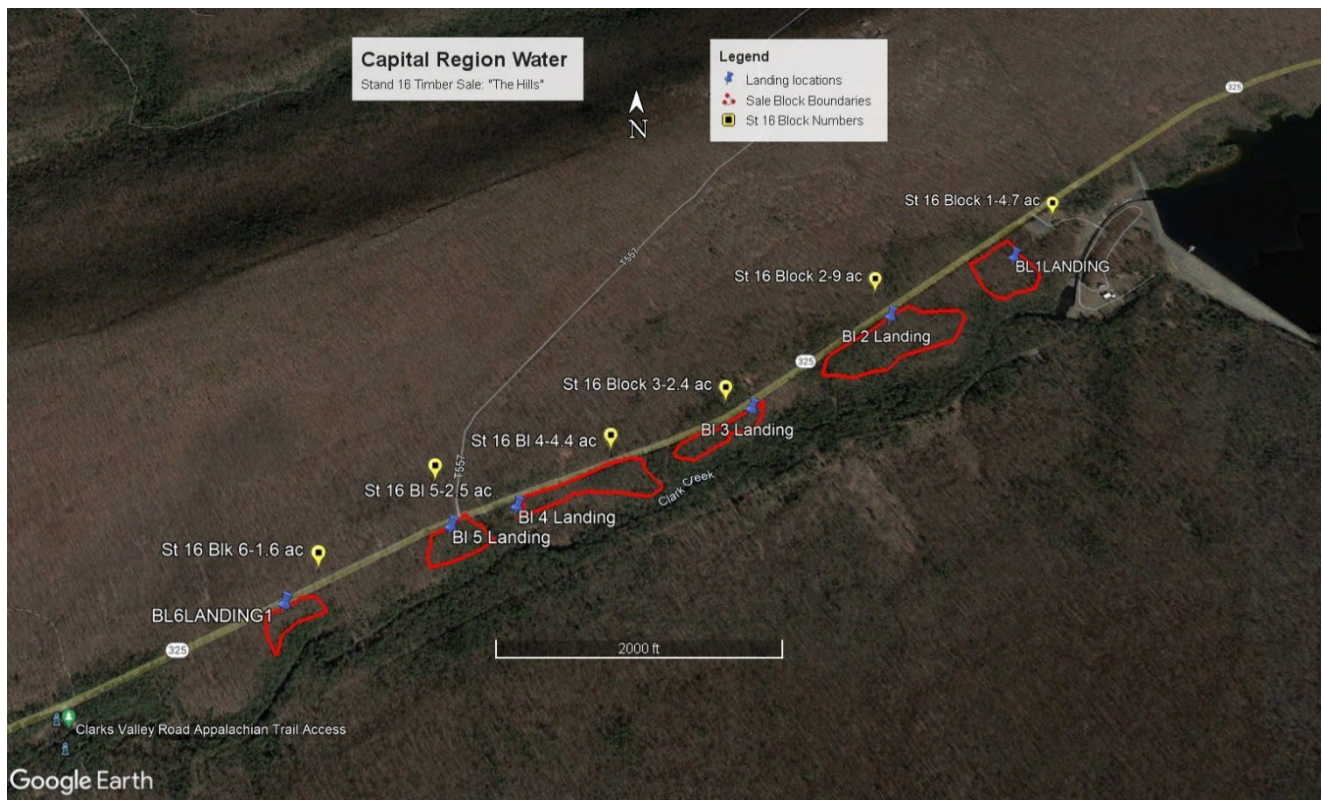 Capital Region Water
Stand 16 Timber Sale: "The Hills"
N
Legend
Landing locations
Sale Block Boundaries
St 16 Block Numbers
325
St 16 Block 1-4.7 ac
BL1LANDING
T557
St 16 Block 2-9 ac
Bl 2 Landing
325
St 16 Block 3-2.4 ac
Bl 3 Landing
St 16 Bl 4-4.4 ac
T557
Clark Creek
St 16 Bl 5-2.5 ac
Bl 4 Landing
Bl 5 Landing
St 16 Blk 6-1.6 ac
BL6LANDING1
325
2000 ft
Clarks Valley Road Appalachian Trail Access
Google Earth